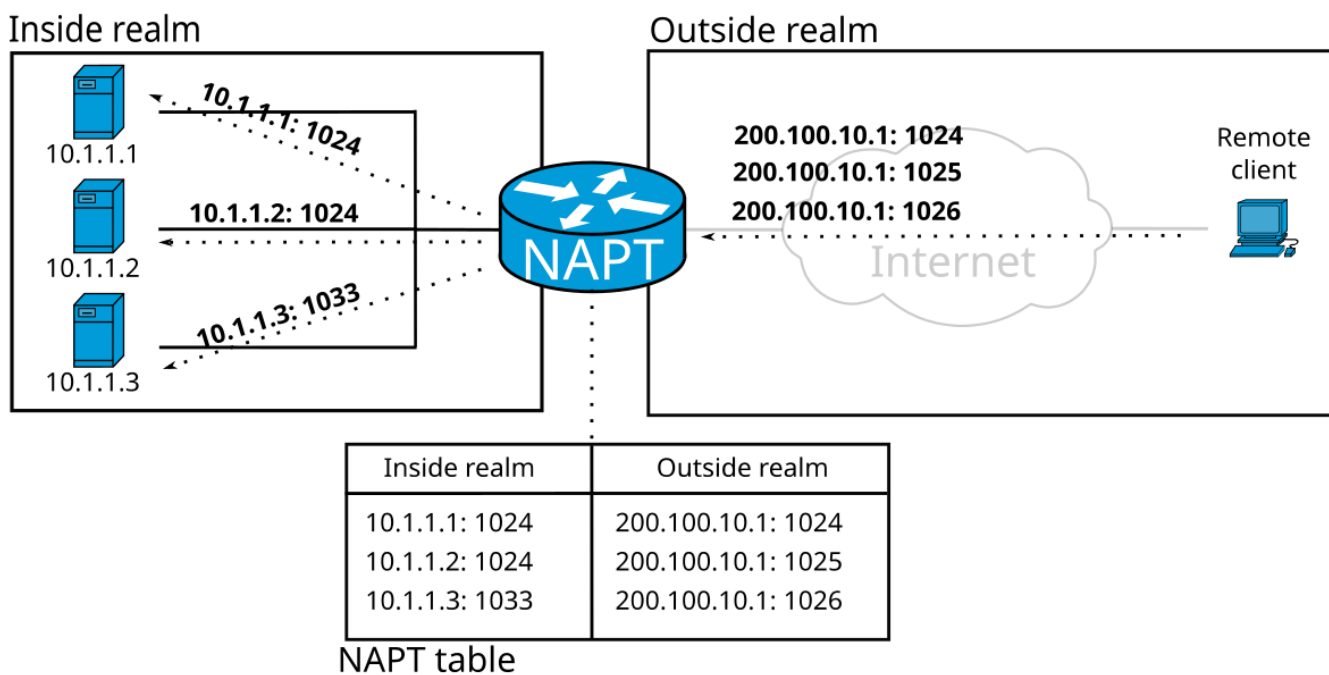 Inside realm
Outside realm
10.1.1.1: 1024
10.1.1.1
10.1.1.2: 1024
10.1.1.2
10.1.1.3: 1033
10.1.1.3
NAPT
200.100.10.1: 1024
200.100.10.1: 1025
200.100.10.1: 1026
Internet
Remote
client
Inside realm Outside realm
10.1.1.1: 1024 200.100.10.1: 1024
10.1.1.2: 1024 200.100.10.1: 1025
10.1.1.3: 1033 200.100.10.1: 1026
NAPT table